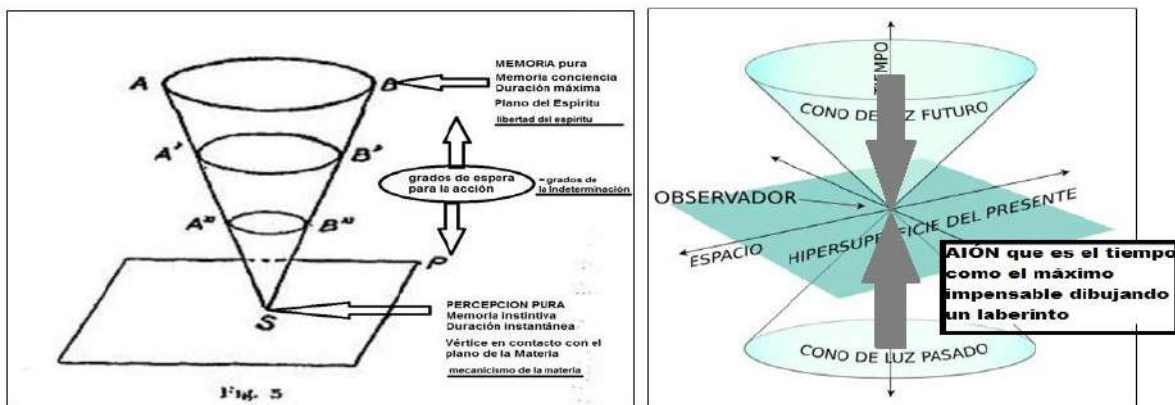 A
B
A'
B'
A"
B"
P
S
Fig. 5
MEMORIA pura
Memoria conciencia
Duración máxima
Plano del Espíritu
libertad del espíritu
grados de espera
para la acción
= grados de
la Indeterminación
PERCEPCION PURA
Memoria instintiva
Duración instantánea
Vértice en contacto con el
plano de la Materia
mecanicismo de la materia
TIEMPO
CONO DE LUZ FUTURO
OBSERVADOR
HIPERSUPERFICIE DEL PRESENTE
ESPACIO
AIÓN que es el tiempo
como el máximo
impensable dibujando
un laberinto
CONO DE LUZ PASADO